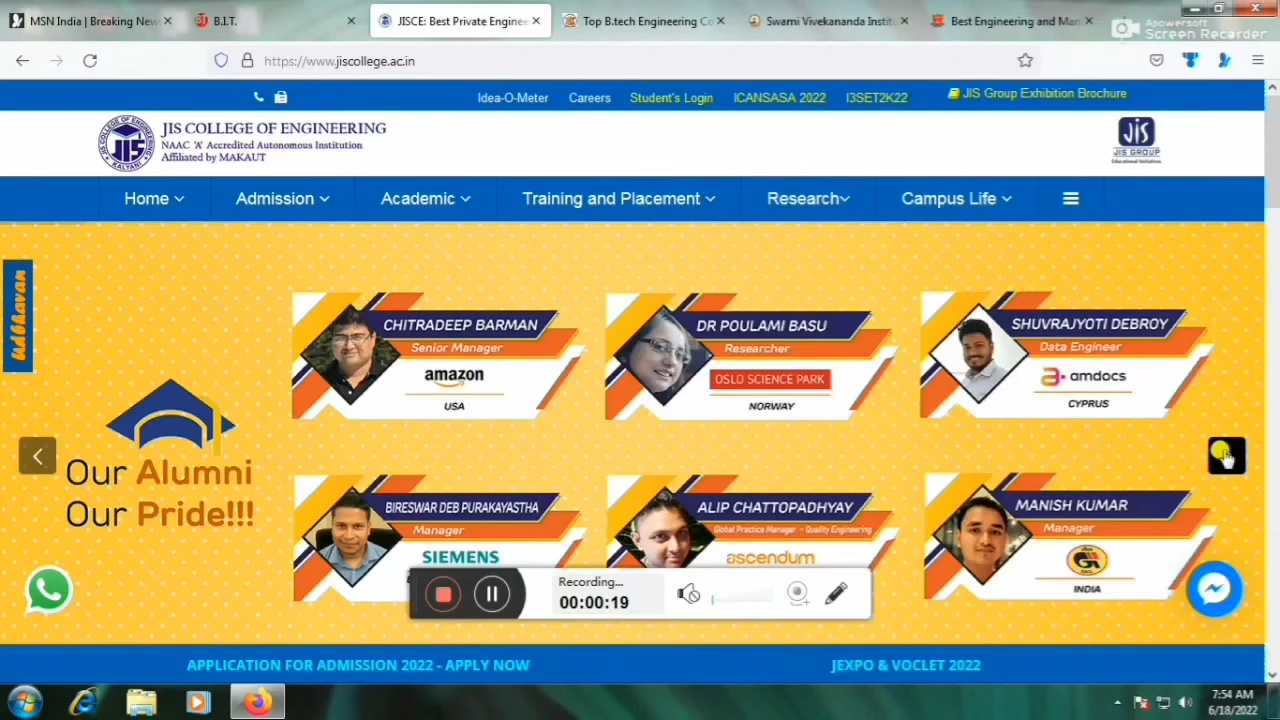 MSN India | Breaking New
B.I.T.
JISCE: Best Private Enginee
Top B.tech Engineering Co
Swami Vivekananda Institu
Best Engineering and Man
Apowersoft
Screen Recorder
https://www.jiscollege.ac.in
Idea-O-Meter Careers Student's Login ICANSASA 2022 I3SET2K22 JIS Group Exhibition Brochure
JIS COLLEGE OF ENGINEERING
NAAC 'A' Accredited Autonomous Institution
Affiliated by MAKAUT
JIS
JIS GROUP
Educational Initiatives
Home Admission Academic Training and Placement Research Campus Life
Udbhavan
Our Alumni
Our Pride!!!
CHITRADEEP BARMAN
Senior Manager
amazon
USA
DR POULAMI BASU
Researcher
OSLO SCIENCE PARK
NORWAY
SHUVRAJYOTI DEBROY
Data Engineer
amdocs
CYPRUS
BIRESWAR DEB PURAKAYASTHA
Manager
SIEMENS
ALIP CHATTOPADHYAY
Global Practice Manager - Quality Engineering
ascendum
MANISH KUMAR
Manager
INDIA
Recording...
00:00:19
APPLICATION FOR ADMISSION 2022 - APPLY NOW
JEXPO & VOCLET 2022
7:54 AM
6/18/2022